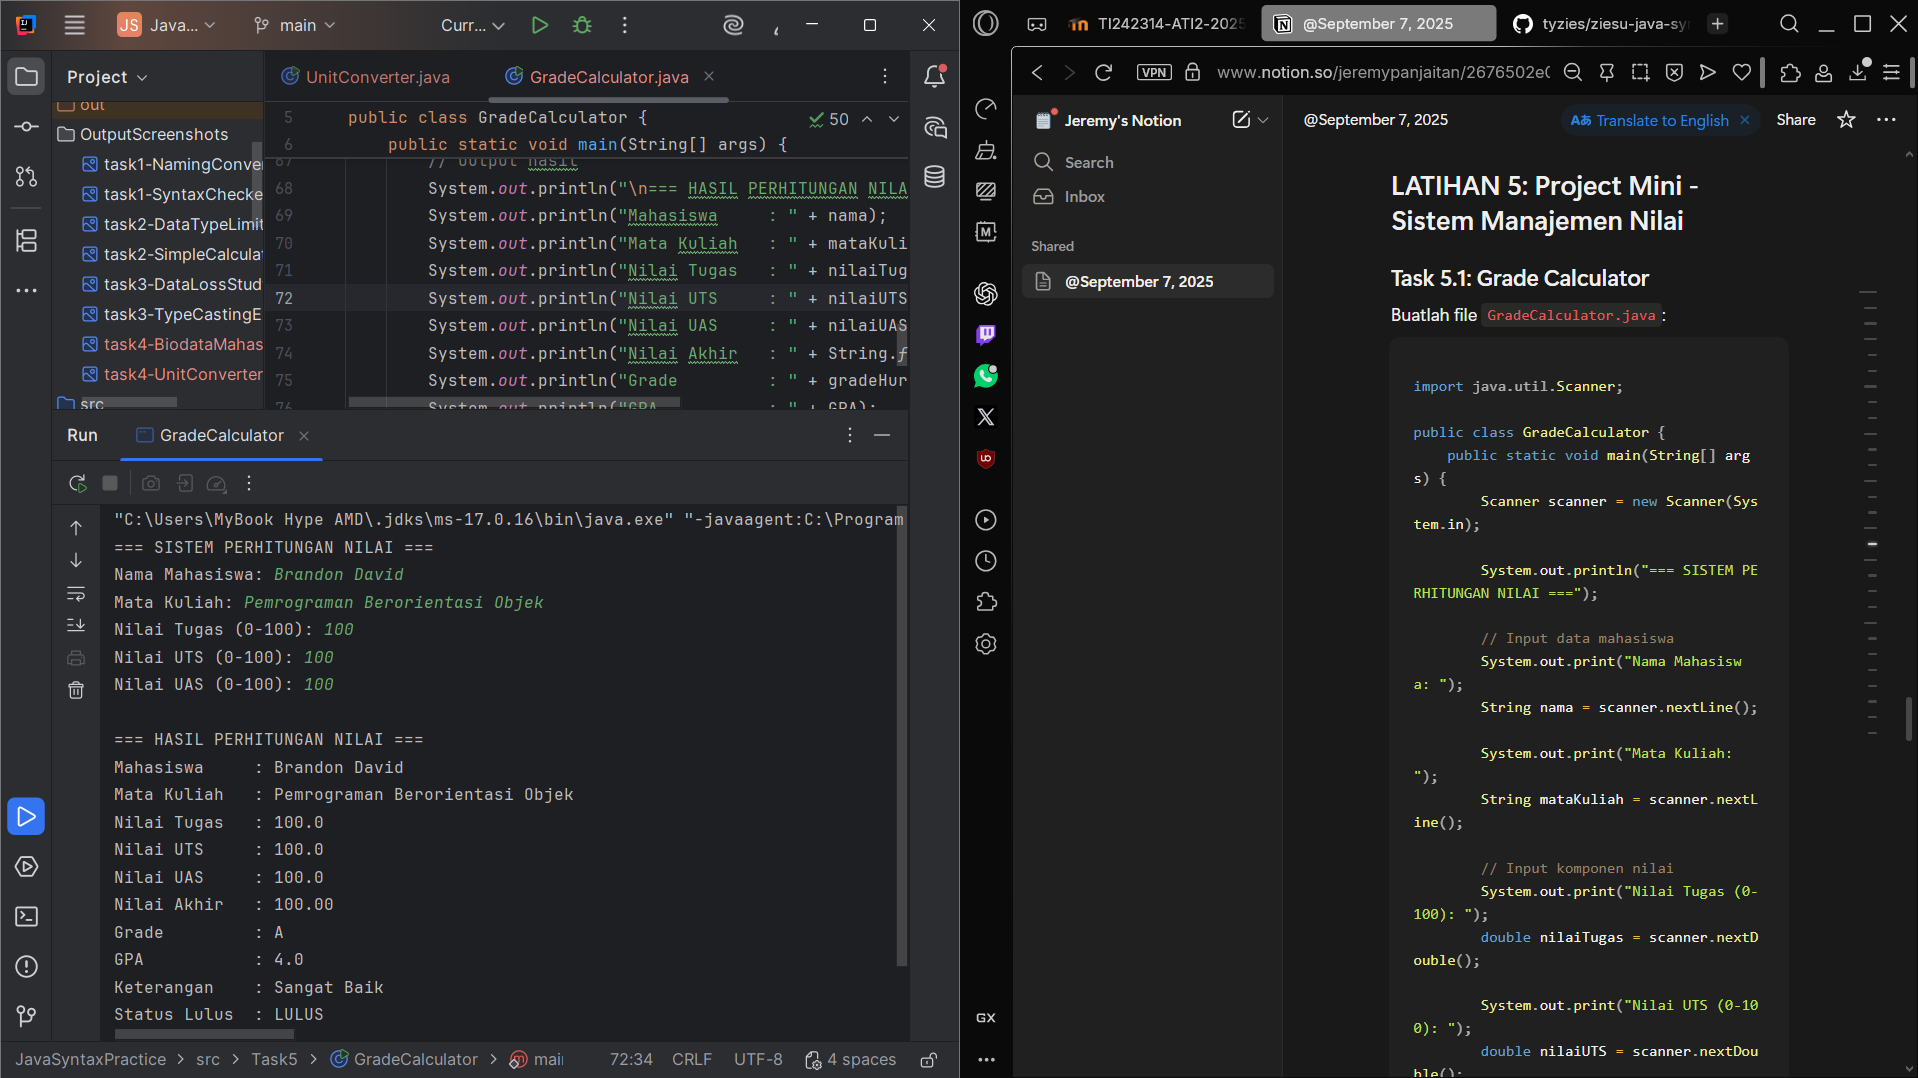 JS Java...
main
Curr...
Project
UnitConverter.java
GradeCalculator.java
out
OutputScreenshots
task1-NamingConve
task1-SyntaxChecke
task2-DataTypeLimit
task2-SimpleCalcula
task3-DataLossStud
task3-TypeCastingE
task4-BiodataMahas
task4-UnitConverter
src
50
5 public class GradeCalculator {
6 public static void main(String[] args) {
67 // Output hasil
68 System.out.println("\n=== HASIL PERHITUNGAN NILA
69 System.out.println("Mahasiswa     : " + nama);
70 System.out.println("Mata Kuliah   : " + mataKuli
71 System.out.println("Nilai Tugas   : " + nilaiTug
72 System.out.println("Nilai UTS     : " + nilaiUTS
73 System.out.println("Nilai UAS     : " + nilaiUAS
74 System.out.println("Nilai Akhir   : " + String.f
75 System.out.println("Grade         : " + gradeHur
76 System.out.println("GPA           : " + GPA);
Run
GradeCalculator
"C:\Users\MyBook Hype AMD\.jdks\ms-17.0.16\bin\java.exe" "-javaagent:C:\Program
=== SISTEM PERHITUNGAN NILAI ===
Nama Mahasiswa: Brandon David
Mata Kuliah: Pemrograman Berorientasi Objek
Nilai Tugas (0-100): 100
Nilai UTS (0-100): 100
Nilai UAS (0-100): 100
=== HASIL PERHITUNGAN NILAI ===
Mahasiswa     : Brandon David
Mata Kuliah   : Pemrograman Berorientasi Objek
Nilai Tugas   : 100.0
Nilai UTS     : 100.0
Nilai UAS     : 100.0
Nilai Akhir   : 100.00
Grade         : A
GPA           : 4.0
Keterangan    : Sangat Baik
Status Lulus  : LULUS
JavaSyntaxPractice > src > Task5 > GradeCalculator > mai
72:34 CRLF UTF-8 4 spaces
TI242314-ATI2-2025
@September 7, 2025
tyzies/ziesu-java-sy
VPN
www.notion.so/jeremypanjaitan/2676502e0
Jeremy's Notion
Search
Inbox
Shared
@September 7, 2025
GX
@September 7, 2025
Translate to English
Share
LATIHAN 5: Project Mini -
Sistem Manajemen Nilai
Task 5.1: Grade Calculator
Buatlah file GradeCalculator.java :
import java.util.Scanner;
public class GradeCalculator {
public static void main(String[] arg
s) {
Scanner scanner = new Scanner(Sys
tem.in);
System.out.println("=== SISTEM PE
RHITUNGAN NILAI ===");
// Input data mahasiswa
System.out.print("Nama Mahasisw
a: ");
String nama = scanner.nextLine();
System.out.print("Mata Kuliah:
");
String mataKuliah = scanner.nextL
ine();
// Input komponen nilai
System.out.print("Nilai Tugas (0-
100): ");
double nilaiTugas = scanner.nextD
ouble();
System.out.print("Nilai UTS (0-10
0): ");
double nilaiUTS = scanner.nextDou
ble();